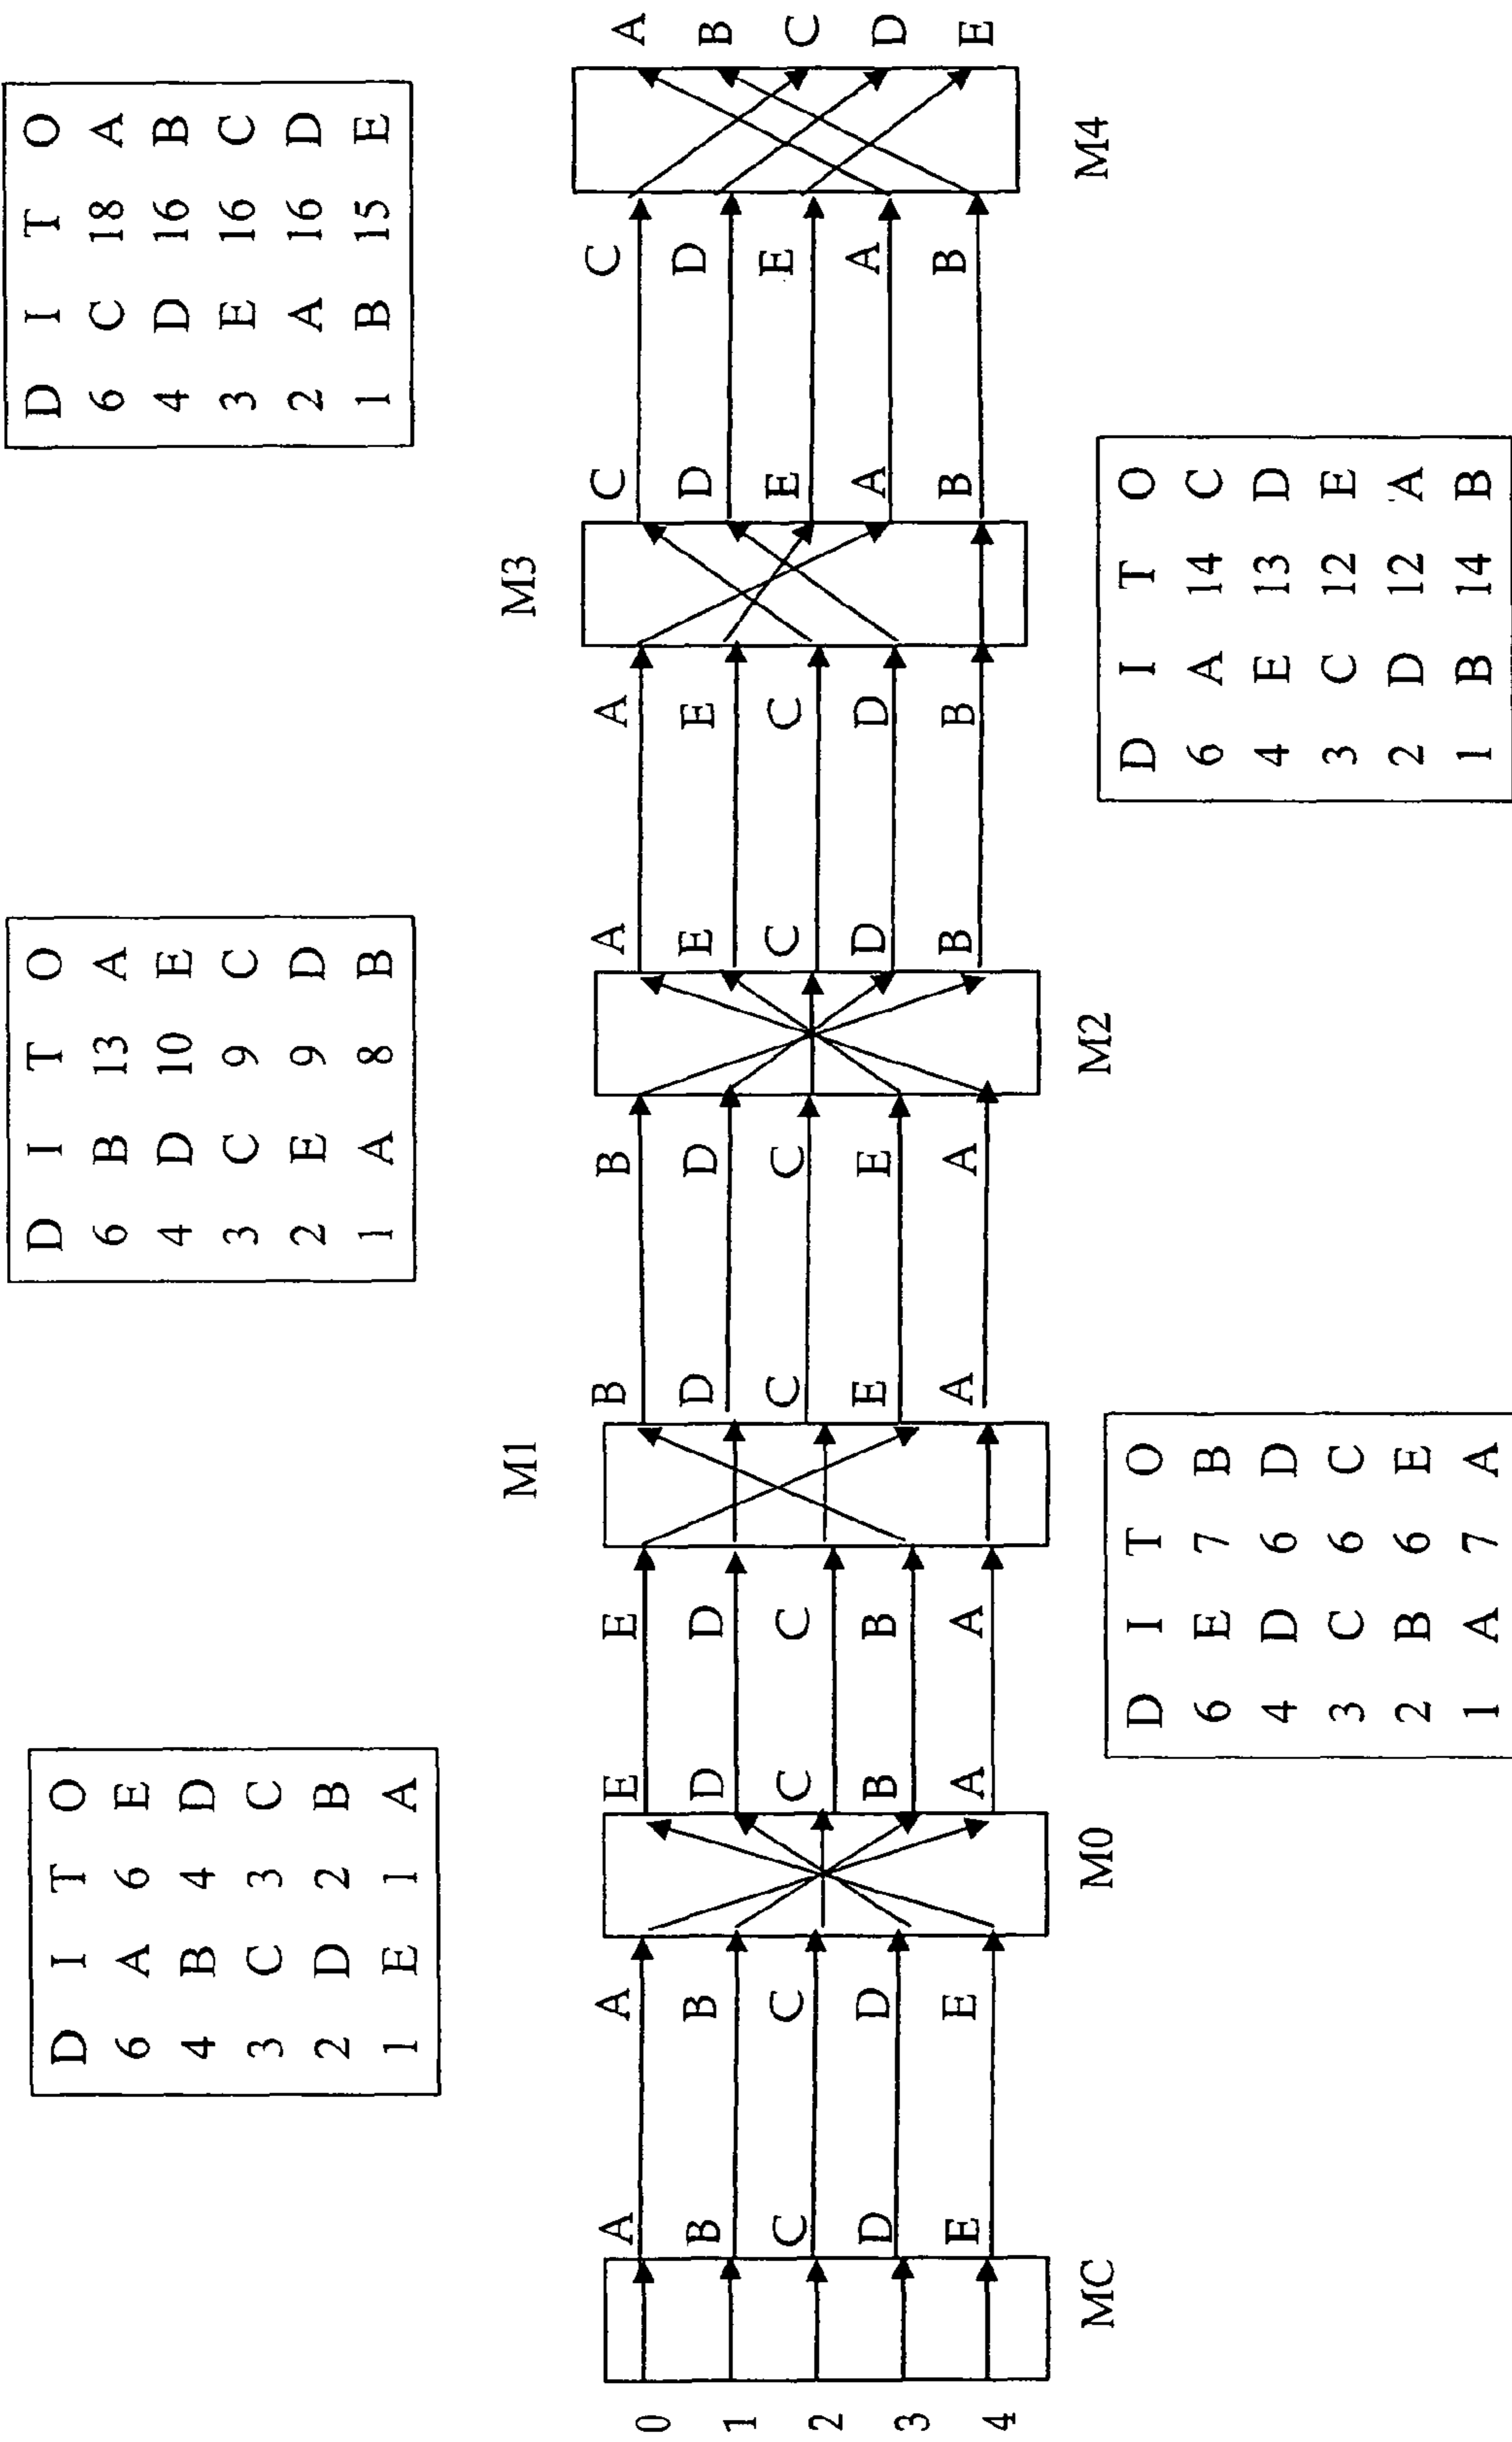 D I T O
6 A 6 E
4 B 4 D
3 C 3 C
2 D 2 B
1 E 1 A
D I T O
6 B 13 A
4 D 10 E
3 C 9 C
2 E 9 D
1 A 8 B
D I T O
6 C 18 A
4 D 16 B
3 E 16 C
2 A 16 D
1 B 15 E
M1 M3
0 A A E E B B A A C C A
1 B B D D D D E E D D B
2 C C C C C C C C E E C
3 D D B B E E D D A A D
4 E E A A A A B B B B E
MC M0 M2 M4
D I T O
6 E 7 B
4 D 6 D
3 C 6 C
2 B 6 E
1 A 7 A
D I T O
6 A 14 C
4 E 13 D
3 C 12 E
2 D 12 A
1 B 14 B